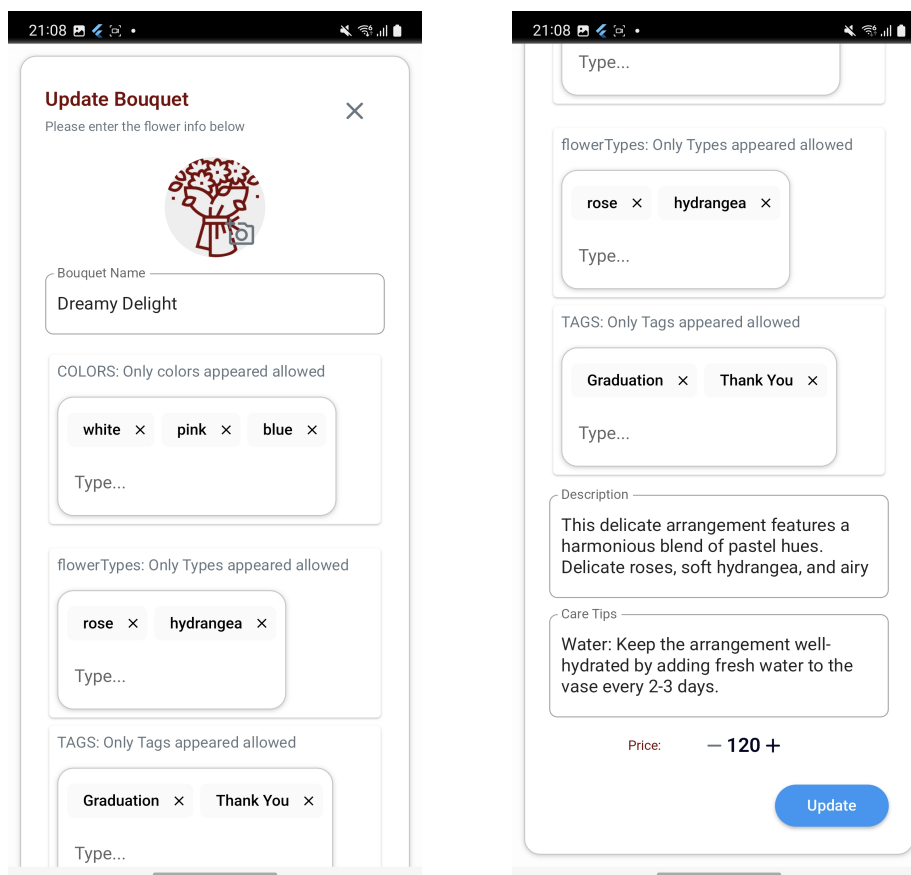 21:08
Update Bouquet
Please enter the flower info below
Bouquet Name
Dreamy Delight
COLORS: Only colors appeared allowed
white
pink
blue
Type...
flowerTypes: Only Types appeared allowed
rose
hydrangea
Type...
TAGS: Only Tags appeared allowed
Graduation
Thank You
Type...
21:08
Type...
flowerTypes: Only Types appeared allowed
rose
hydrangea
Type...
TAGS: Only Tags appeared allowed
Graduation
Thank You
Type...
Description
This delicate arrangement features a
harmonious blend of pastel hues.
Delicate roses, soft hydrangea, and airy
Care Tips
Water: Keep the arrangement well-
hydrated by adding fresh water to the
vase every 2-3 days.
Price:
120
Update